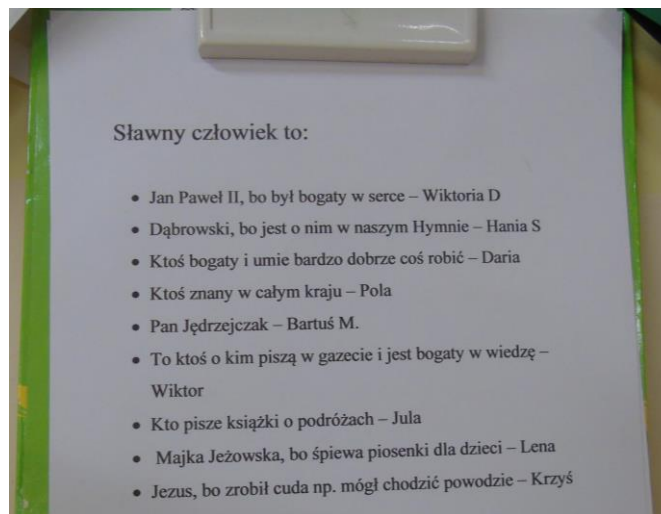 Sławny człowiek to:
• Jan Paweł II, bo był bogaty w serce – Wiktoria D
• Dąbrowski, bo jest o nim w naszym Hymnie – Hania S
• Ktoś bogaty i umie bardzo dobrze coś robić – Daria
• Ktoś znany w całym kraju – Pola
• Pan Jędrzejczak – Bartuś M.
• To ktoś o kim piszą w gazecie i jest bogaty w wiedzę –
Wiktor
• Kto pisze książki o podróżach – Jula
• Majka Jeżowska, bo śpiewa piosenki dla dzieci – Lena
• Jezus, bo zrobił cuda np. mógł chodzić powodzie – Krzyś